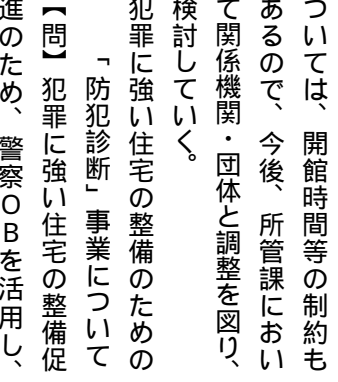 ついては、開館時間等の制約も
あるので、今後、所管課におい
て関係機関・団体と調整を図り、
検討していく。
犯罪に強い住宅の整備のための
「防犯診断」事業について
【問】犯罪に強い住宅の整備促
進のため、警察OBを活用し、